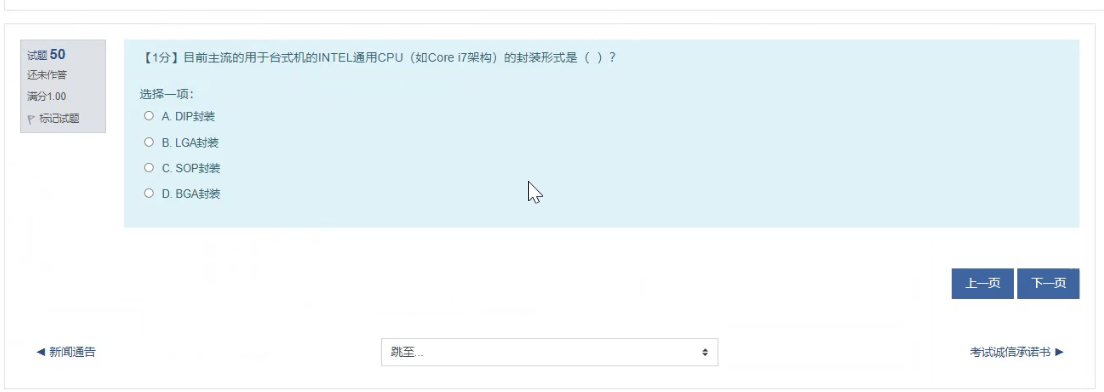 试题 50
还未作答
满分1.00
标记试题
【1分】目前主流的用于台式机的INTEL通用CPU（如Core i7架构）的封装形式是（ ）？
选择一项：
A. DIP封装
B. LGA封装
C. SOP封装
D. BGA封装
上一页 下一页
◄ 新闻通告 跳至... 考试诚信承诺书 ►